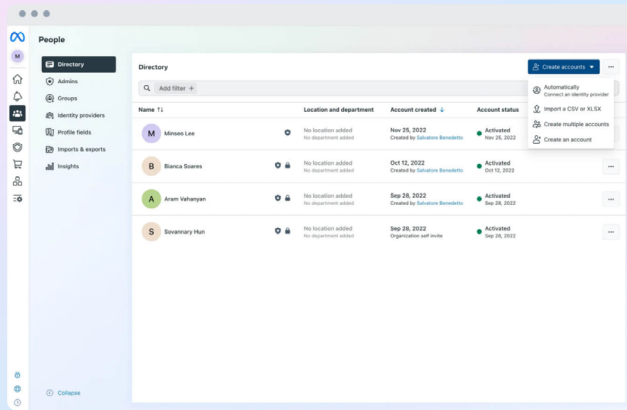 People
M
Directory
Admins
Groups
Identity providers
Profile fields
Imports & exports
Insights
Collapse
Directory
Create accounts
Automatically
Connect an identity provider
Import a CSV or XLSX
Create multiple accounts
Create an account
Add filter +
Name ↑↓ Location and department Account created ↓ Account status
M Minsoo Lee No location added Nov 25, 2022 Activated
No department added Created by Salvatore Benedetto Nov 25, 2022
B Bianca Soares No location added Oct 12, 2022 Activated
No department added Created by Salvatore Benedetto Oct 12, 2022
A Aram Vahanyan No location added Sep 28, 2022 Activated
No department added Created by Salvatore Benedetto Sep 28, 2022
S Sovannary Hun No location added Sep 28, 2022 Activated
No department added Organization self invite Sep 28, 2022